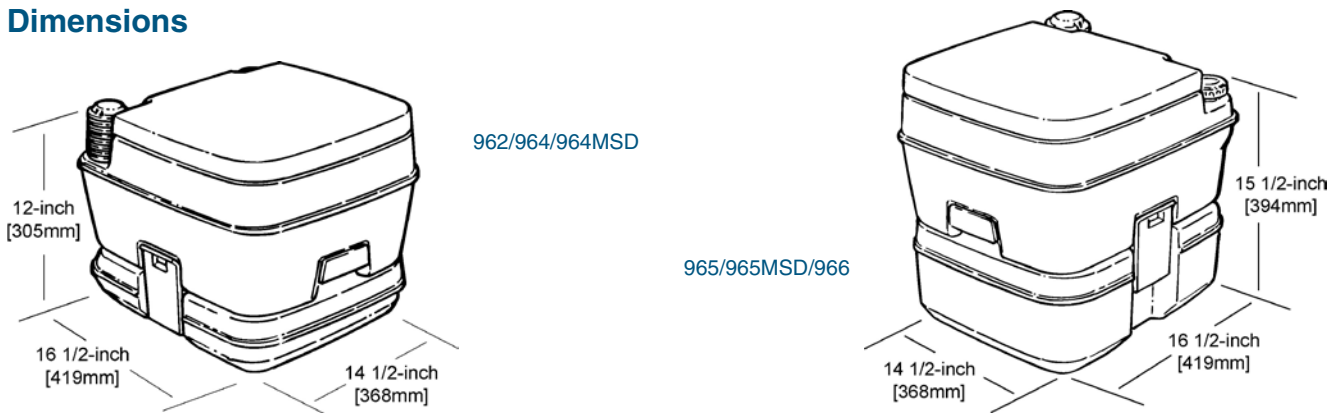 Dimensions
962/964/964MSD
12-inch
[305mm]
16 1/2-inch
[419mm]
14 1/2-inch
[368mm]
965/965MSD/966
15 1/2-inch
[394mm]
14 1/2-inch
[368mm]
16 1/2-inch
[419mm]